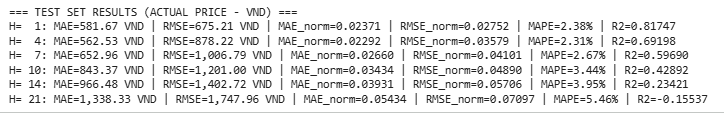 === TEST SET RESULTS (ACTUAL PRICE - VND) ===
H=  1: MAE=581.67 VND | RMSE=675.21 VND | MAE_norm=0.02371 | RMSE_norm=0.02752 | MAPE=2.38% | R2=0.81747
H=  4: MAE=562.53 VND | RMSE=878.22 VND | MAE_norm=0.02292 | RMSE_norm=0.03579 | MAPE=2.31% | R2=0.69198
H=  7: MAE=652.96 VND | RMSE=1,006.79 VND | MAE_norm=0.02660 | RMSE_norm=0.04101 | MAPE=2.67% | R2=0.59690
H= 10: MAE=843.37 VND | RMSE=1,201.00 VND | MAE_norm=0.03434 | RMSE_norm=0.04890 | MAPE=3.44% | R2=0.42892
H= 14: MAE=966.48 VND | RMSE=1,402.72 VND | MAE_norm=0.03931 | RMSE_norm=0.05706 | MAPE=3.95% | R2=0.23421
H= 21: MAE=1,338.33 VND | RMSE=1,747.96 VND | MAE_norm=0.05434 | RMSE_norm=0.07097 | MAPE=5.46% | R2=-0.15537